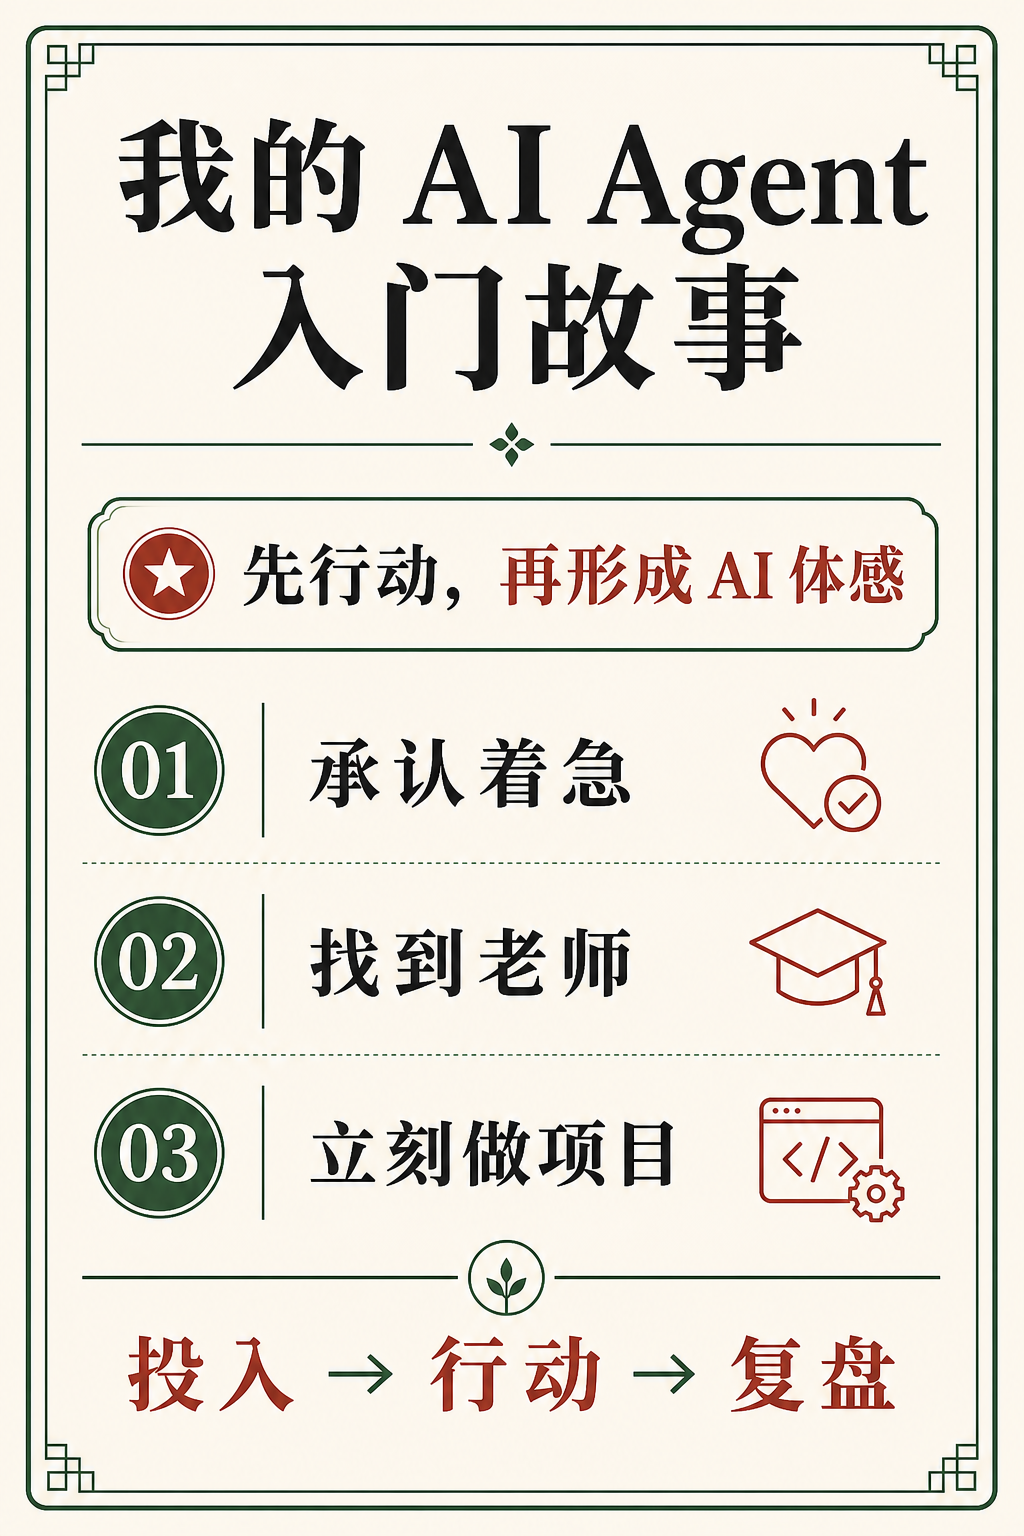 我的 AI Agent
入门故事
先行动，再形成 AI 体感
01 承认着急
02 找到老师
03 立刻做项目
</>
投入 → 行动 → 复盘